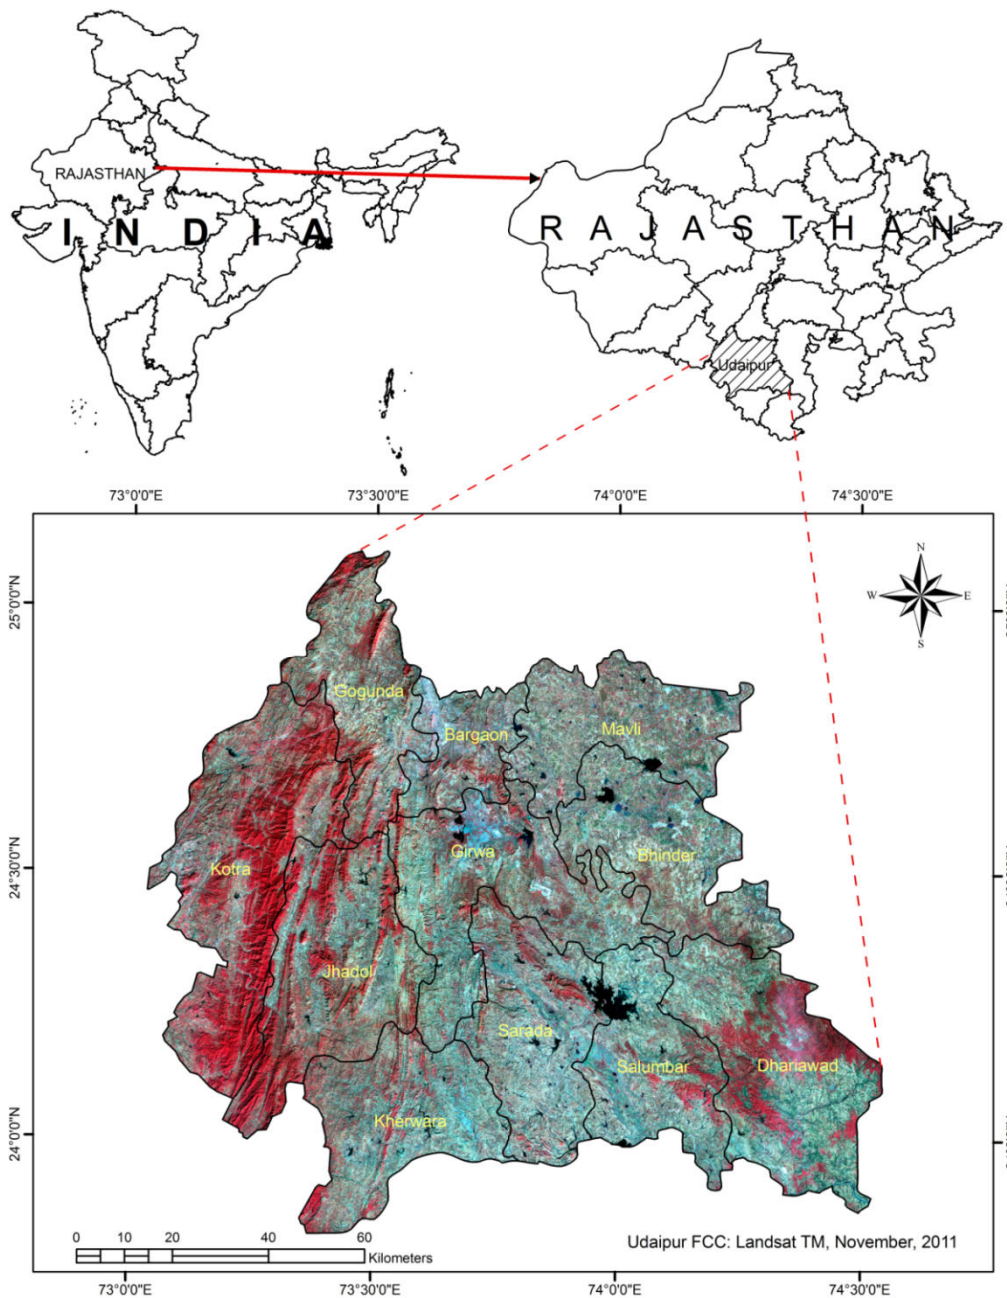 RAJASTHAN
INDIA
RAJASTHAN
Udaipur
73°0'0"E
73°30'0"E
74°0'0"E
74°30'0"E
25°0'0"N
24°30'0"N
24°0'0"N
N
W
E
S
Gogunda
Bargaon
Mavli
Kotra
Girwa
Bhinder
Jhadol
Sarada
Salumbar
Dhariawad
Kherwara
0 10 20 40 60
Kilometers
Udaipur FCC: Landsat TM, November, 2011
73°0'0"E
73°30'0"E
74°0'0"E
74°30'0"E